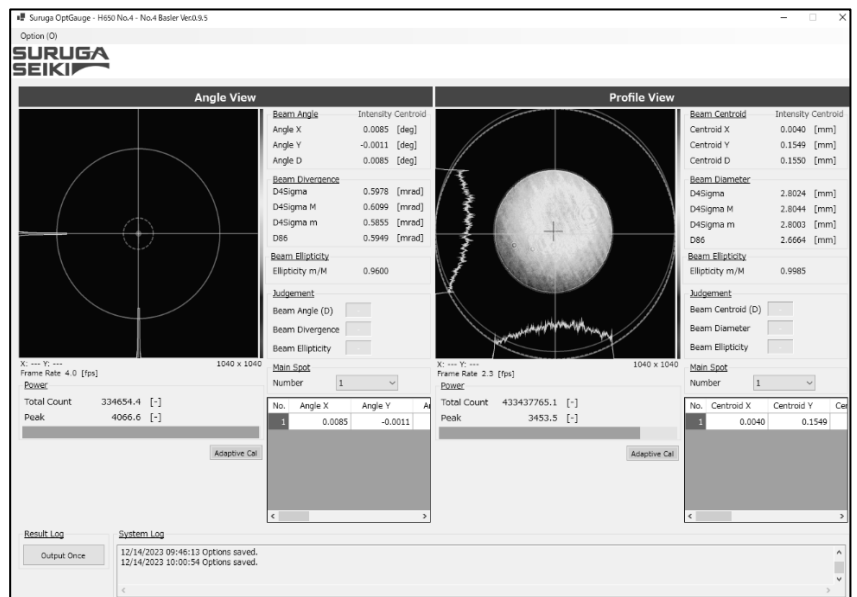 Suruga OptGauge - H650 No.4 - No.4 Basler Ver.0.9.5
Option (O)
SURUGA
SEIKI
Angle View
Beam Angle Intensity Centroid
Angle X 0.0085 [deg]
Angle Y -0.0011 [deg]
Angle D 0.0085 [deg]
Beam Divergence
D4Sigma 0.5978 [mrad]
D4Sigma M 0.6099 [mrad]
D4Sigma m 0.5855 [mrad]
D86 0.5949 [mrad]
Beam Ellipticity
Ellipticity m/M 0.9600
Judgement
Beam Angle (D) -
Beam Divergence -
Beam Ellipticity -
X: --- Y: --- 1040 x 1040
Frame Rate 4.0 [fps]
Main Spot
Number 1
Power
Total Count 334654.4 [-]
Peak 4066.6 [-]
Adaptive Cal
No. Angle X Angle Y
1 0.0085 -0.0011
Profile View
Beam Centroid Intensity Centroid
Centroid X 0.0040 [mm]
Centroid Y 0.1549 [mm]
Centroid D 0.1550 [mm]
Beam Diameter
D4Sigma 2.8024 [mm]
D4Sigma M 2.8044 [mm]
D4Sigma m 2.8003 [mm]
D86 2.6664 [mm]
Beam Ellipticity
Ellipticity m/M 0.9985
Judgement
Beam Centroid (D) -
Beam Diameter -
Beam Ellipticity -
X: --- Y: --- 1040 x 1040
Frame Rate 2.3 [fps]
Main Spot
Number 1
Power
Total Count 433437765.1 [-]
Peak 3453.5 [-]
Adaptive Cal
No. Centroid X Centroid Y Cer
1 0.0040 0.1549
Result Log
Output Once
System Log
12/14/2023 09:46:13 Options saved.
12/14/2023 10:00:54 Options saved.